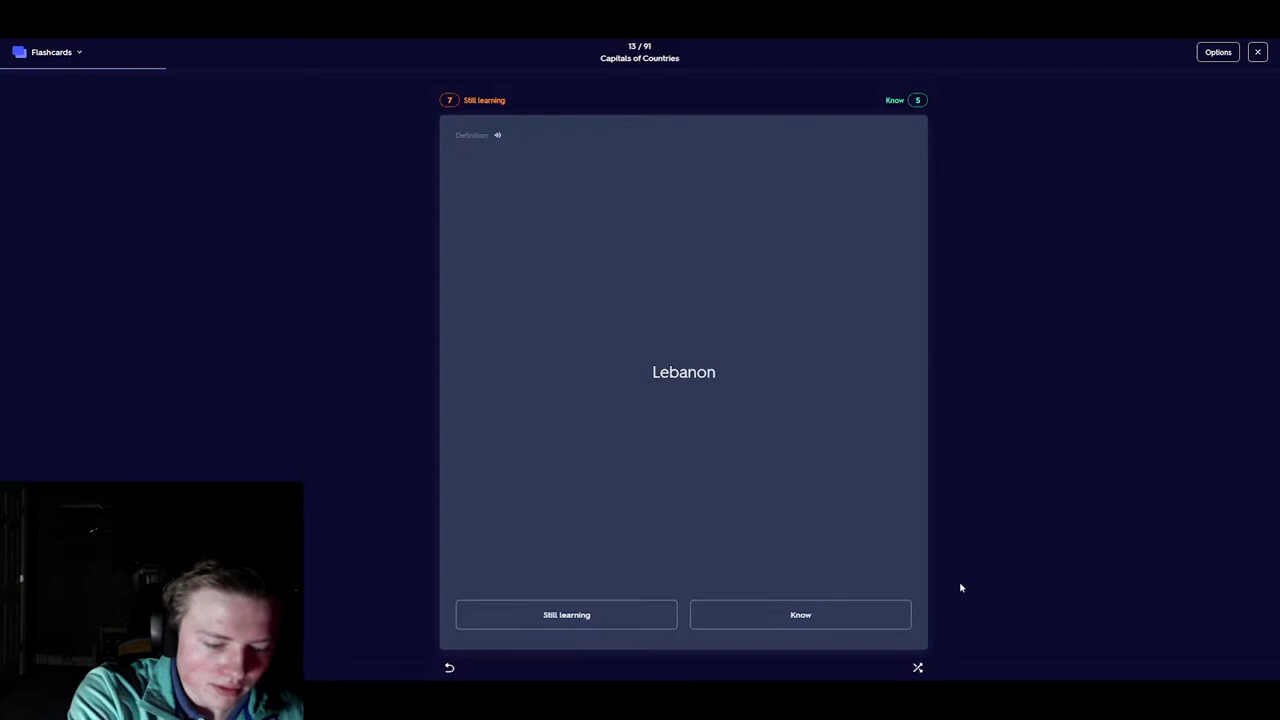 Flashcards
13 / 91
Capitals of Countries
Options
7 Still learning
Know 5
Definition
Lebanon
Still learning
Know